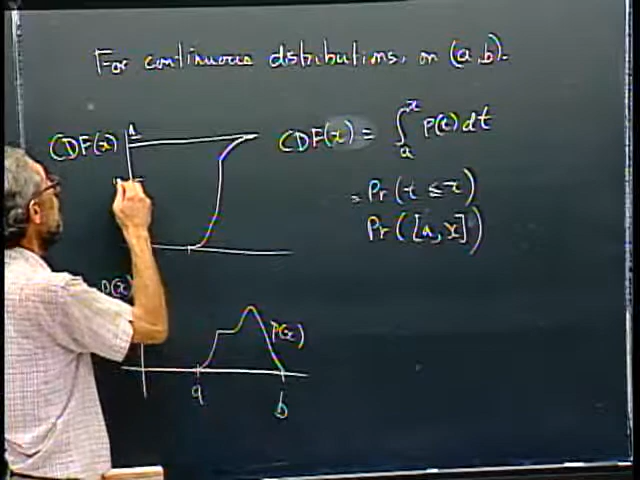 For continuous distributions, on (a,b).
CDF(x) 1
CDF(x) = ∫ₐˣ P(t) dt
= Pr(t ≤ x)
Pr([a,x])
P(x)
P(x)
a b